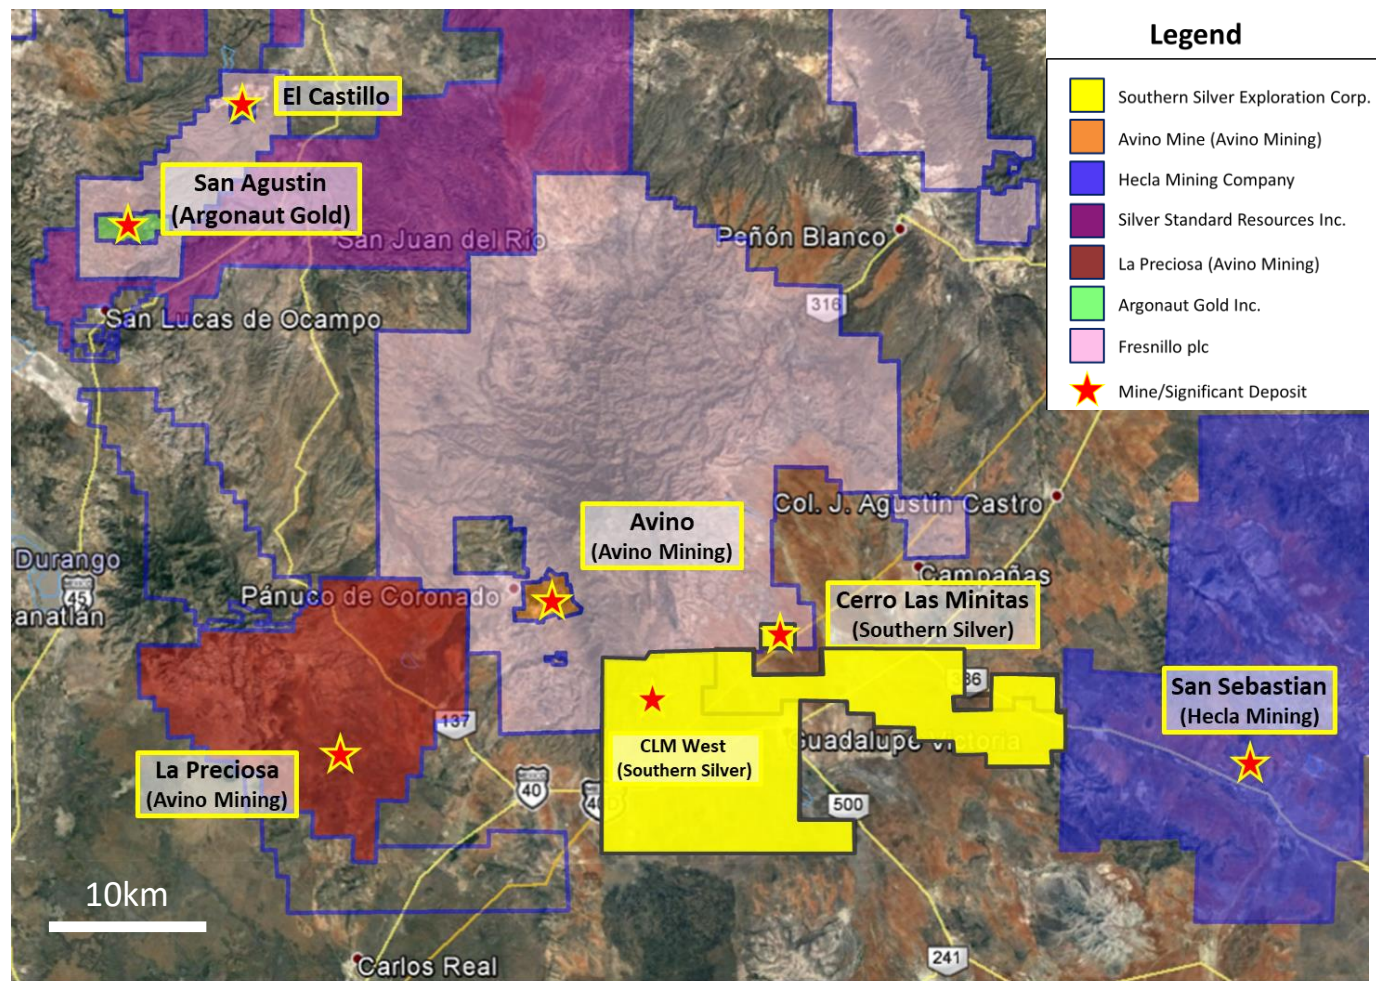 Legend
Southern Silver Exploration Corp.
Avino Mine (Avino Mining)
Hecla Mining Company
Silver Standard Resources Inc.
La Preciosa (Avino Mining)
Argonaut Gold Inc.
Fresnillo plc
Mine/Significant Deposit
El Castillo
San Agustin
(Argonaut Gold)
San Juan del Río
Peñón Blanco
316
San Lucas de Ocampo
Avino
(Avino Mining)
Col. J. Agustín Castro
Durango
45
anatlán
Pánuco de Coronado
Campañas
Cerro Las Minitas
(Southern Silver)
San Sebastian
(Hecla Mining)
137
CLM West
(Southern Silver)
Guadalupe Victoria
La Preciosa
(Avino Mining)
40
40D
500
10km
Carlos Real
241